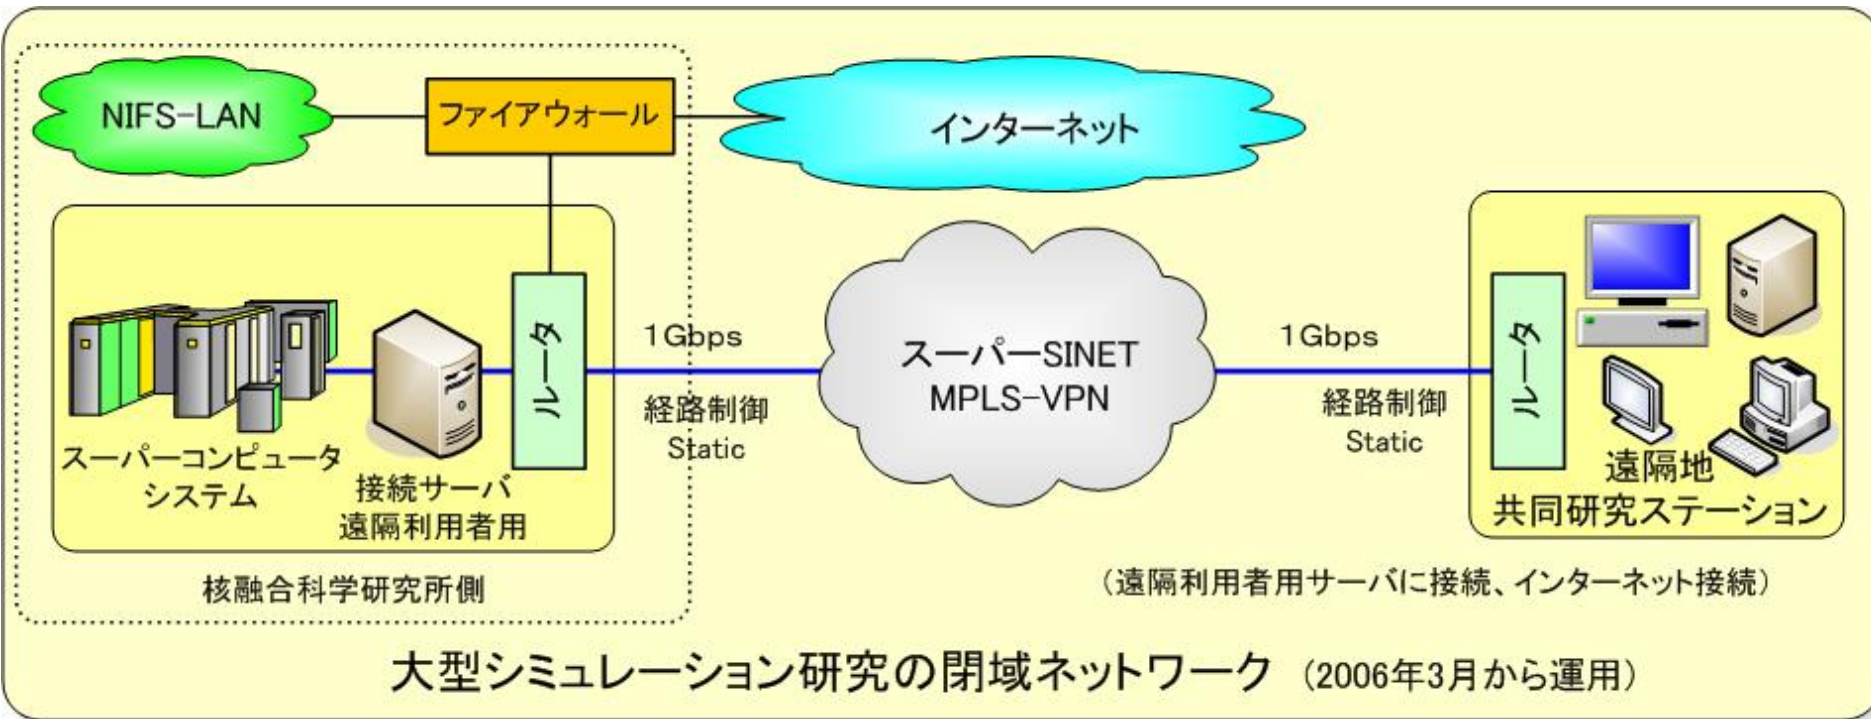 NIFS-LAN
ファイアウォール
インターネット
スーパーコンピュータ
システム
接続サーバ
遠隔利用者用
ルータ
1Gbps
経路制御
Static
スーパーSINET
MPLS-VPN
1Gbps
経路制御
Static
ルータ
遠隔地
共同研究ステーション
核融合科学研究所側
(遠隔利用者用サーバに接続、インターネット接続)
大型シミュレーション研究の閉域ネットワーク (2006年3月から運用)